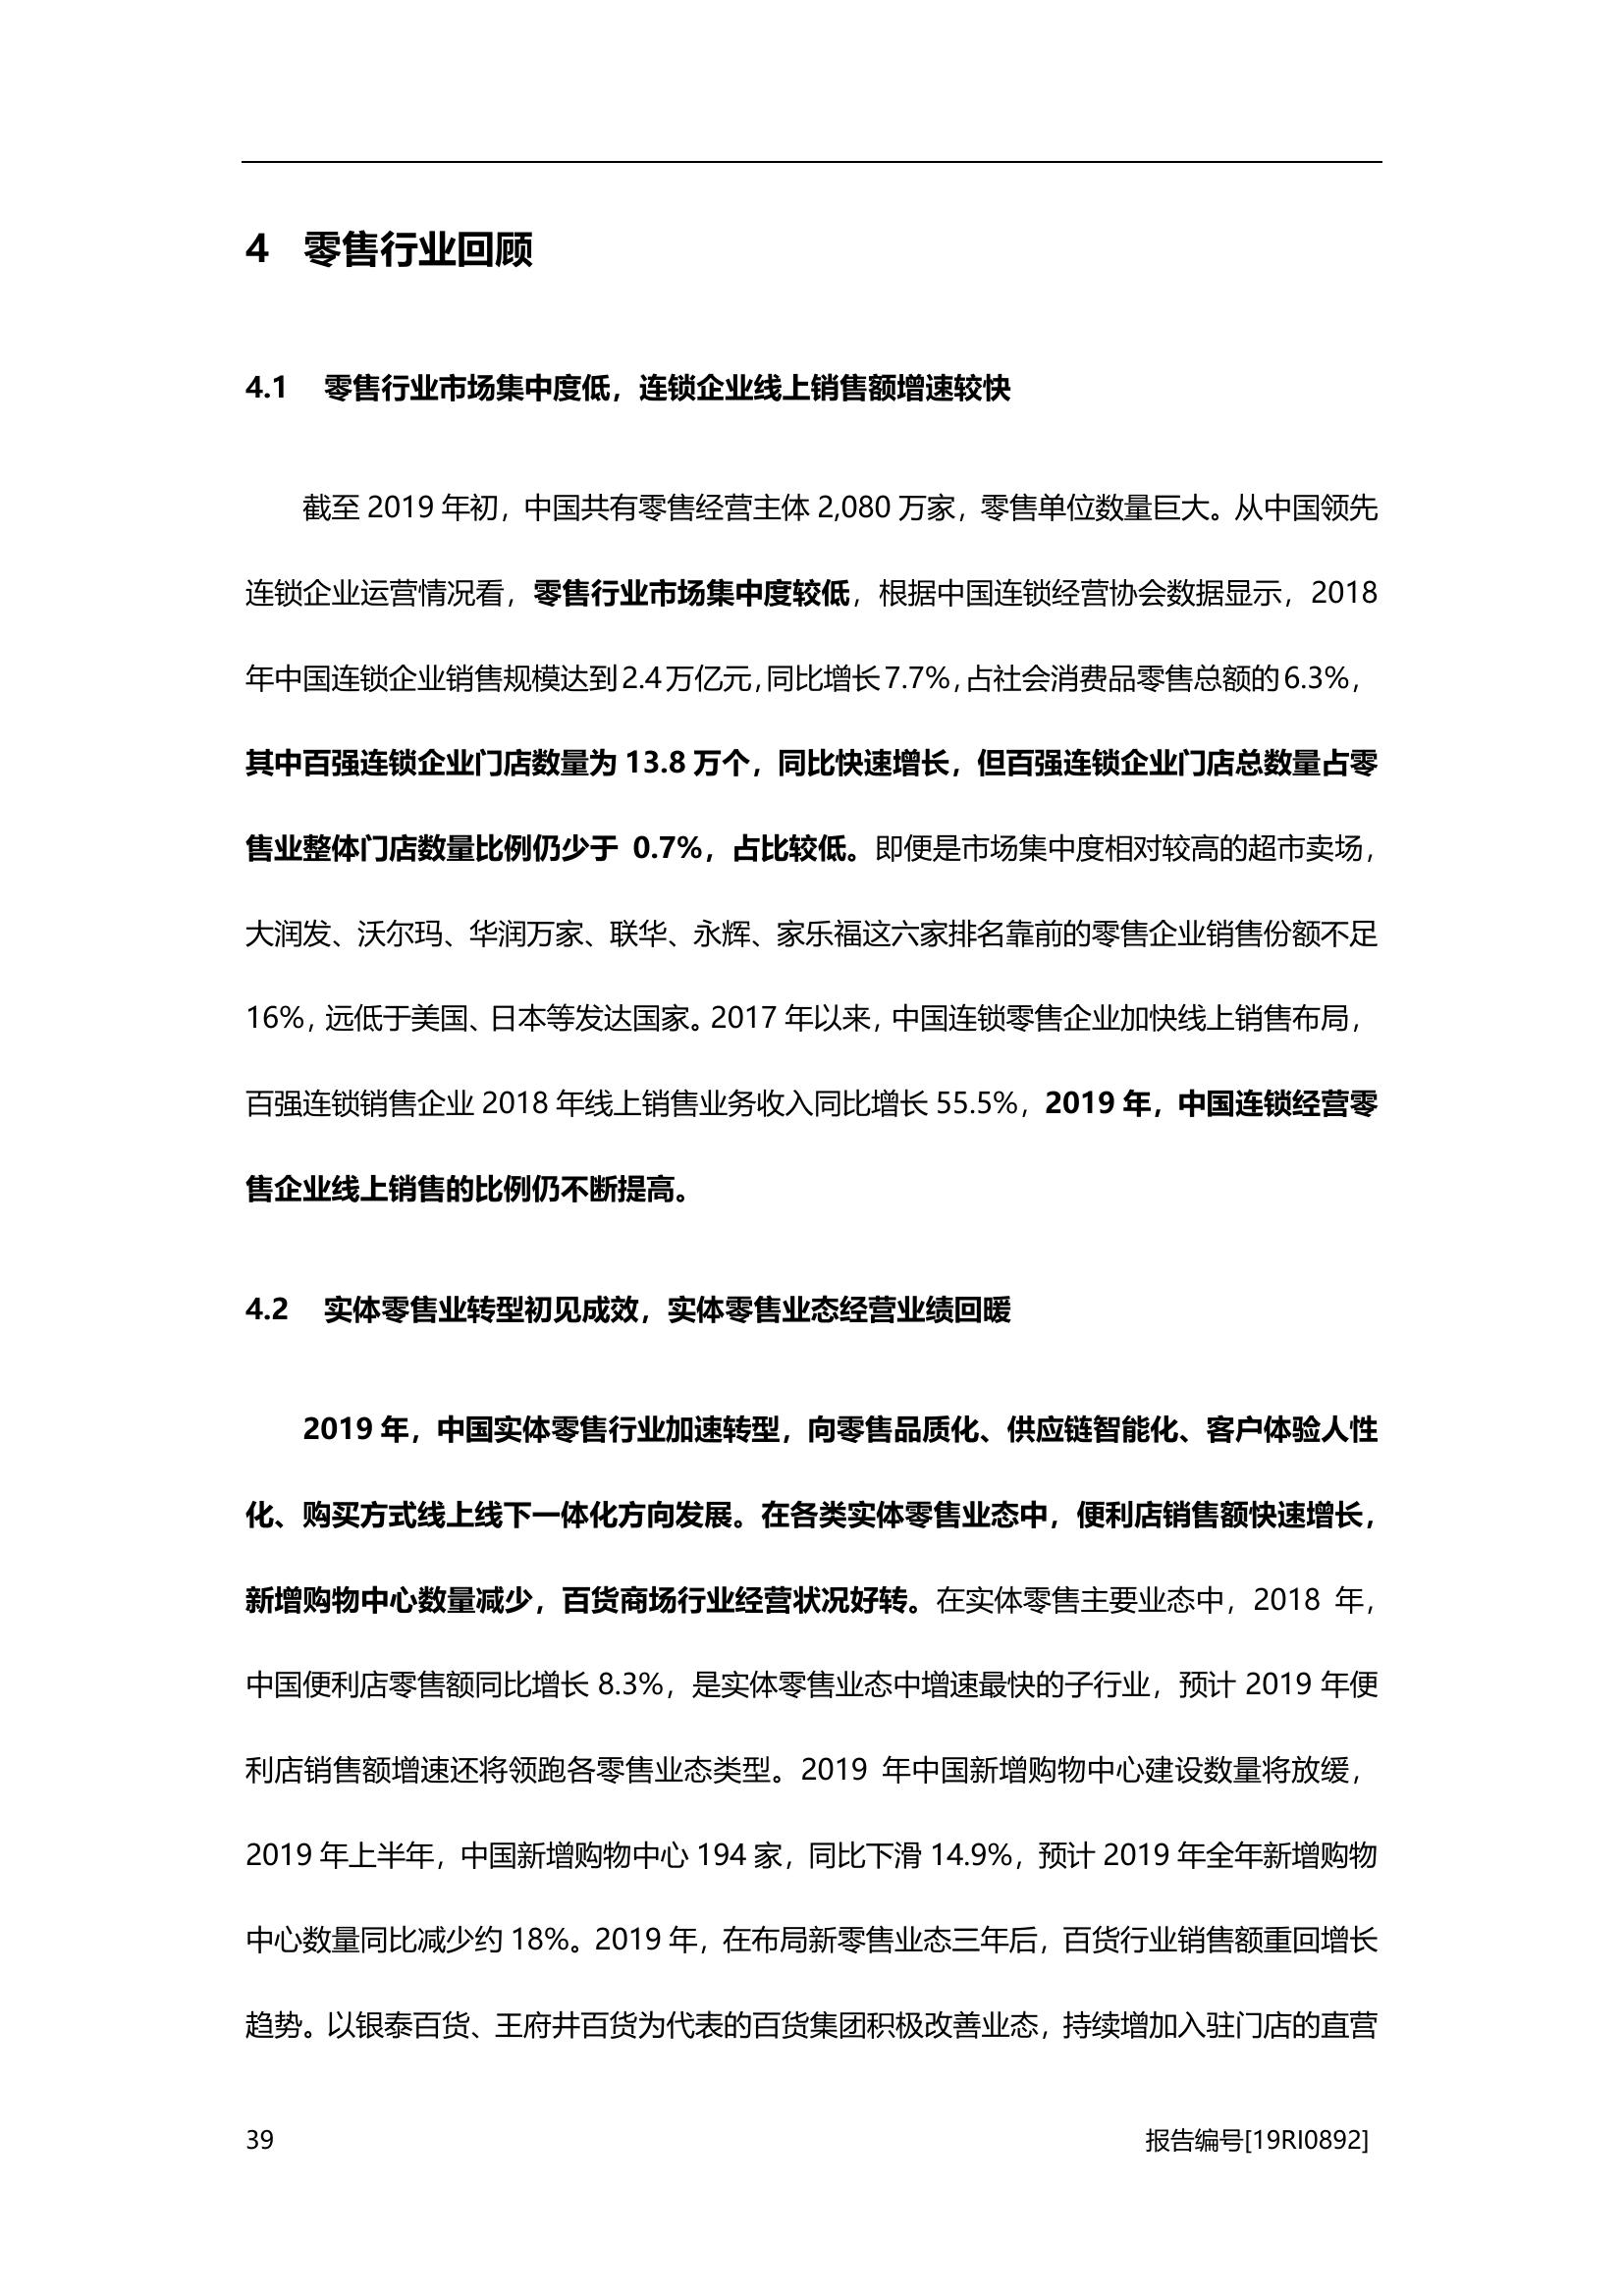 4 零售行业回顾
4.1 零售行业市场集中度低，连锁企业线上销售额增速较快
截至 2019 年初，中国共有零售经营主体 2,080 万家，零售单位数量巨大。从中国领先
连锁企业运营情况看，零售行业市场集中度较低，根据中国连锁经营协会数据显示，2018
年中国连锁企业销售规模达到 2.4 万亿元，同比增长 7.7%，占社会消费品零售总额的 6.3%，
其中百强连锁企业门店数量为 13.8 万个，同比快速增长，但百强连锁企业门店总数量占零
售业整体门店数量比例仍少于 0.7%，占比较低。即便是市场集中度相对较高的超市卖场，
大润发、沃尔玛、华润万家、联华、永辉、家乐福这六家排名靠前的零售企业销售份额不足
16%，远低于美国、日本等发达国家。2017 年以来，中国连锁零售企业加快线上销售布局，
百强连锁销售企业 2018 年线上销售业务收入同比增长 55.5%，2019 年，中国连锁经营零
售企业线上销售的比例仍不断提高。
4.2 实体零售业转型初见成效，实体零售业态经营业绩回暖
2019 年，中国实体零售行业加速转型，向零售品质化、供应链智能化、客户体验人性
化、购买方式线上线下一体化方向发展。在各类实体零售业态中，便利店销售额快速增长，
新增购物中心数量减少，百货商场行业经营状况好转。在实体零售主要业态中，2018 年，
中国便利店零售额同比增长 8.3%，是实体零售业态中增速最快的子行业，预计 2019 年便
利店销售额增速还将领跑各零售业态类型。2019 年中国新增购物中心建设数量将放缓，
2019 年上半年，中国新增购物中心 194 家，同比下滑 14.9%，预计 2019 年全年新增购物
中心数量同比减少约 18%。2019 年，在布局新零售业态三年后，百货行业销售额重回增长
趋势。以银泰百货、王府井百货为代表的百货集团积极改善业态，持续增加入驻门店的直营
39 报告编号[19RI0892]